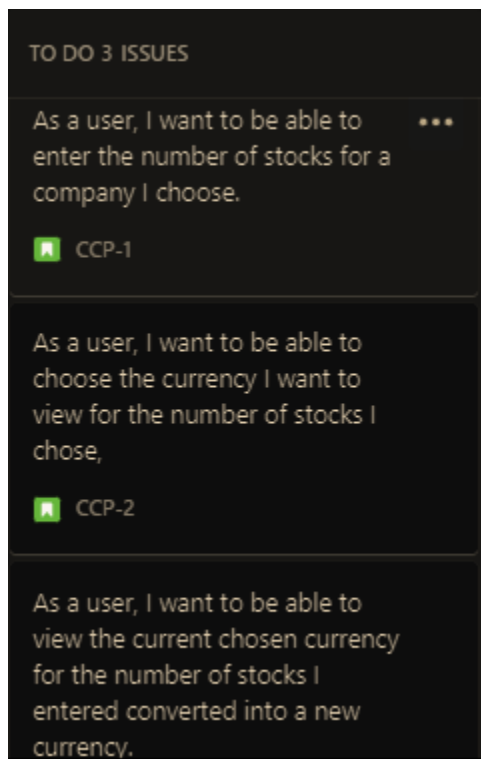 TO DO 3 ISSUES
As a user, I want to be able to
enter the number of stocks for a
company I choose.
CCP-1
As a user, I want to be able to
choose the currency I want to
view for the number of stocks I
chose,
CCP-2
As a user, I want to be able to
view the current chosen currency
for the number of stocks I
entered converted into a new
currency.